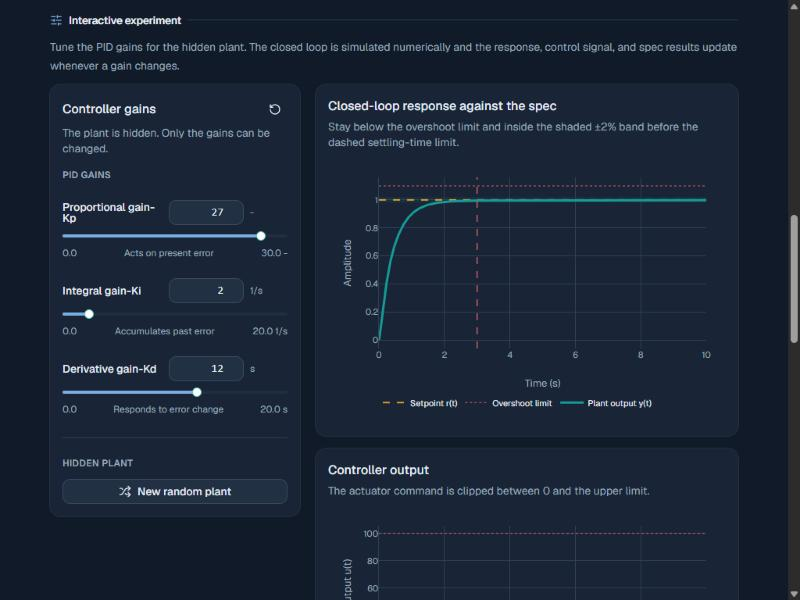 Interactive experiment
Tune the PID gains for the hidden plant. The closed loop is simulated numerically and the response, control signal, and spec results update
whenever a gain changes.
Controller gains
The plant is hidden. Only the gains can be
changed.
PID GAINS
Proportional gain-
Kp
27
-
0.0
Acts on present error
30.0 -
Integral gain-Ki
2
1/s
0.0
Accumulates past error
20.0 1/s
Derivative gain-Kd
12
s
0.0
Responds to error change
20.0 s
HIDDEN PLANT
New random plant
Closed-loop response against the spec
Stay below the overshoot limit and inside the shaded ±2% band before the
dashed settling-time limit.
Amplitude
1
0.8
0.6
0.4
0.2
0
0
2
4
6
8
10
Time (s)
Setpoint r(t)
Overshoot limit
Plant output y(t)
Controller output
The actuator command is clipped between 0 and the upper limit.
100
80
60